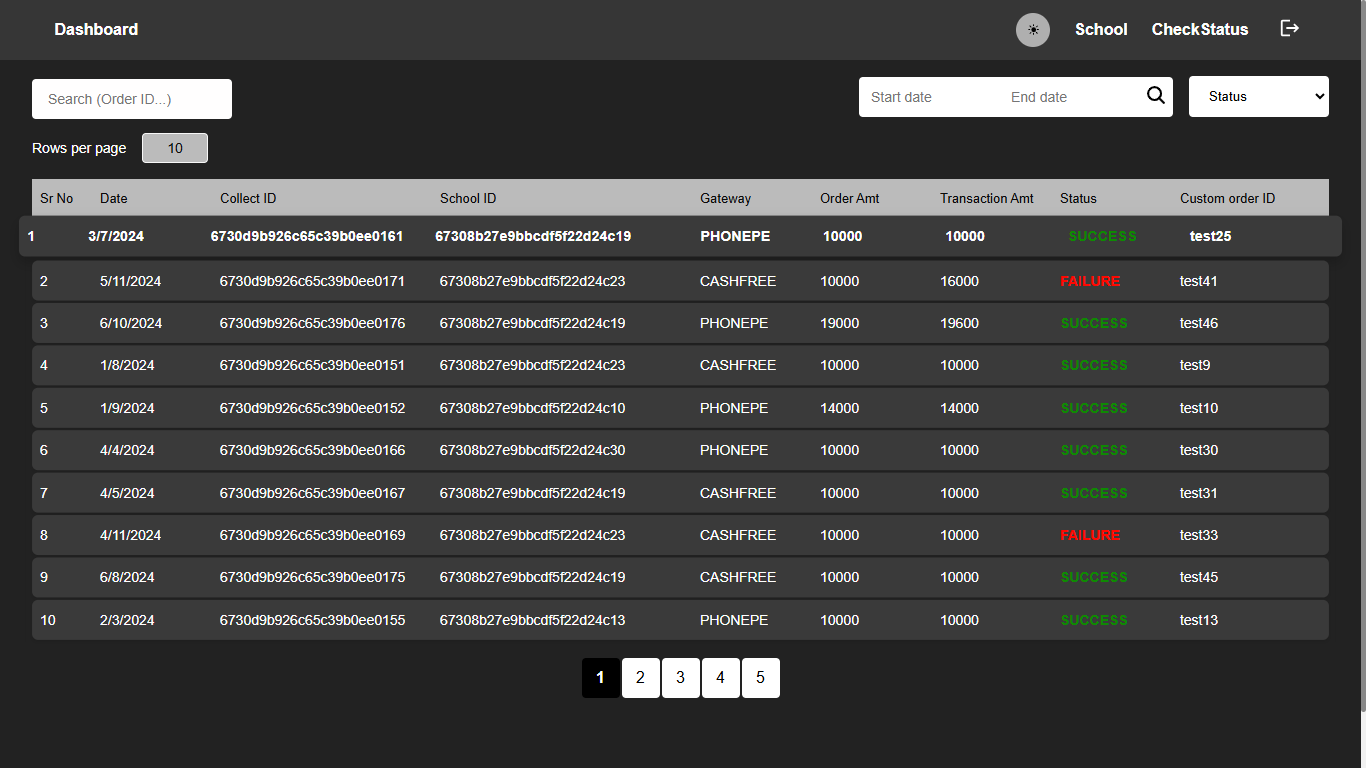 Dashboard School CheckStatus
Search (Order ID...) Start date End date Status
Rows per page 10
Sr No Date Collect ID School ID Gateway Order Amt Transaction Amt Status Custom order ID
1 3/7/2024 6730d9b926c65c39b0ee0161 67308b27e9bbcdf5f22d24c19 PHONEPE 10000 10000 SUCCESS test25
2 5/11/2024 6730d9b926c65c39b0ee0171 67308b27e9bbcdf5f22d24c23 CASHFREE 10000 16000 FAILURE test41
3 6/10/2024 6730d9b926c65c39b0ee0176 67308b27e9bbcdf5f22d24c19 PHONEPE 19000 19600 SUCCESS test46
4 1/8/2024 6730d9b926c65c39b0ee0151 67308b27e9bbcdf5f22d24c23 CASHFREE 10000 10000 SUCCESS test9
5 1/9/2024 6730d9b926c65c39b0ee0152 67308b27e9bbcdf5f22d24c10 PHONEPE 14000 14000 SUCCESS test10
6 4/4/2024 6730d9b926c65c39b0ee0166 67308b27e9bbcdf5f22d24c30 PHONEPE 10000 10000 SUCCESS test30
7 4/5/2024 6730d9b926c65c39b0ee0167 67308b27e9bbcdf5f22d24c19 CASHFREE 10000 10000 SUCCESS test31
8 4/11/2024 6730d9b926c65c39b0ee0169 67308b27e9bbcdf5f22d24c23 CASHFREE 10000 10000 FAILURE test33
9 6/8/2024 6730d9b926c65c39b0ee0175 67308b27e9bbcdf5f22d24c19 CASHFREE 10000 10000 SUCCESS test45
10 2/3/2024 6730d9b926c65c39b0ee0155 67308b27e9bbcdf5f22d24c13 PHONEPE 10000 10000 SUCCESS test13
1 2 3 4 5